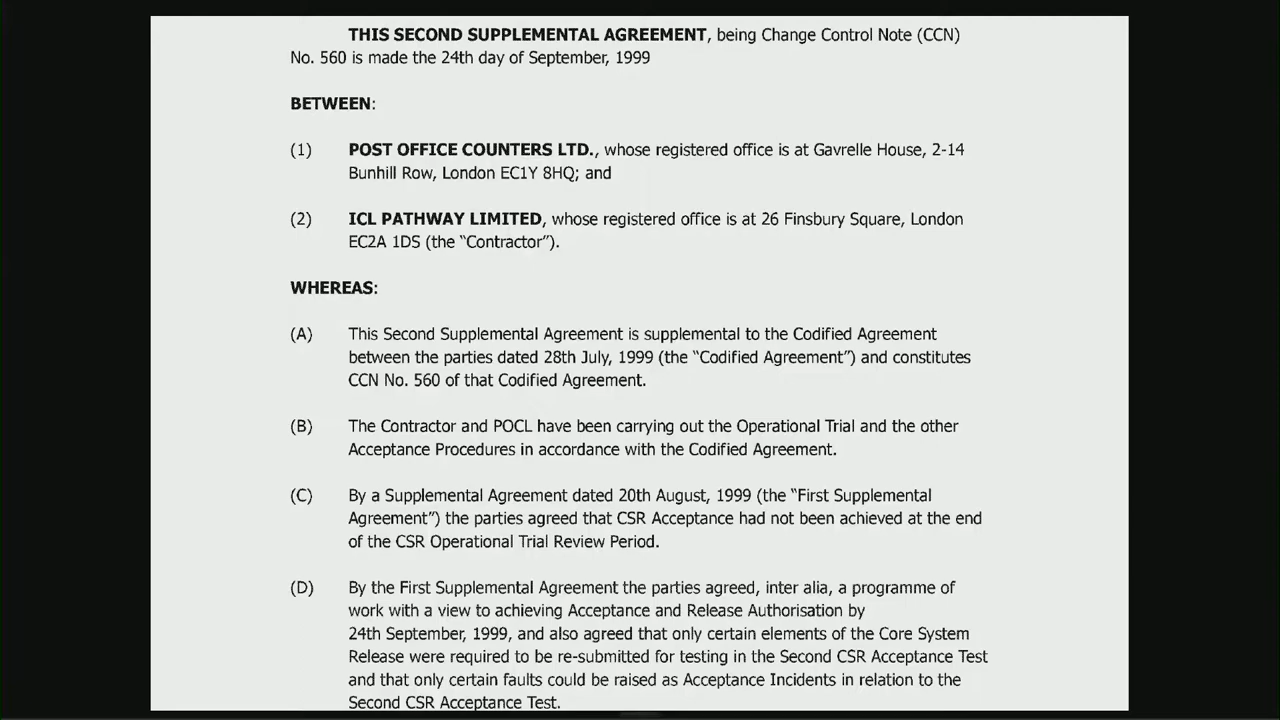 THIS SECOND SUPPLEMENTAL AGREEMENT, being Change Control Note (CCN)
No. 560 is made the 24th day of September, 1999
BETWEEN:
(1) POST OFFICE COUNTERS LTD., whose registered office is at Gavrelle House, 2-14
Bunhill Row, London EC1Y 8HQ; and
(2) ICL PATHWAY LIMITED, whose registered office is at 26 Finsbury Square, London
EC2A 1DS (the “Contractor”).
WHEREAS:
(A) This Second Supplemental Agreement is supplemental to the Codified Agreement
between the parties dated 28th July, 1999 (the “Codified Agreement”) and constitutes
CCN No. 560 of that Codified Agreement.
(B) The Contractor and POCL have been carrying out the Operational Trial and the other
Acceptance Procedures in accordance with the Codified Agreement.
(C) By a Supplemental Agreement dated 20th August, 1999 (the “First Supplemental
Agreement”) the parties agreed that CSR Acceptance had not been achieved at the end
of the CSR Operational Trial Review Period.
(D) By the First Supplemental Agreement the parties agreed, inter alia, a programme of
work with a view to achieving Acceptance and Release Authorisation by
24th September, 1999, and also agreed that only certain elements of the Core System
Release were required to be re-submitted for testing in the Second CSR Acceptance Test
and that only certain faults could be raised as Acceptance Incidents in relation to the
Second CSR Acceptance Test.